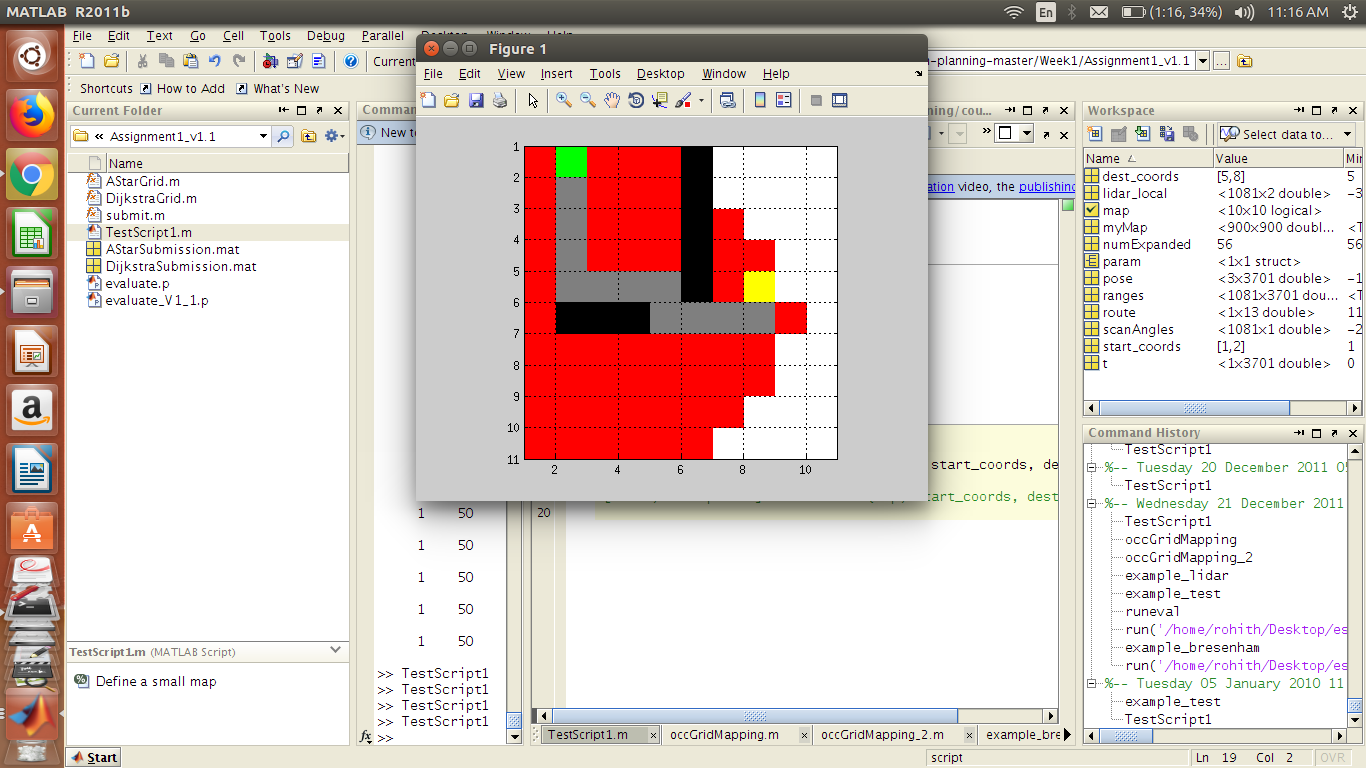 MATLAB R2011b
En
(1:16, 34%)
11:16 AM
File Edit Text Go Cell Tools Debug Parallel
Figure 1
Current
n-planning-master/Week1/Assignment1_v1.1
Shortcuts How to Add What's New
File Edit View Insert Tools Desktop Window Help
Current Folder
« Assignment1_v1.1
Name
AStarGrid.m
DijkstraGrid.m
submit.m
TestScript1.m
AStarSubmission.mat
DijkstraSubmission.mat
evaluate.p
evaluate_V1_1.p
TestScript1.m (MATLAB Script)
Define a small map
Start
New to
1
2
3
4
5
6
7
8
9
10
11
2 4 6 8 10
1 50
1 50
1 50
1 50
1 50
>> TestScript1
>> TestScript1
>> TestScript1
>> TestScript1
>>
fx
ning/cou...
ation video, the publishing
start_coords, de
start_coords, dest
20
TestScript1.m occGridMapping.m occGridMapping_2.m example_bre
script
Ln 19 Col 2 OVR
Workspace
Select data to...
Name Value Min
dest_coords [5,8] 5
lidar_local <1081x2 double> -3
map <10x10 logical>
myMap <900x900 doubl... <T
numExpanded 56 56
param <1x1 struct>
pose <3x3701 double> -1
ranges <1081x3701 dou... <T
route <1x13 double> 11
scanAngles <1081x1 double> -2
start_coords [1,2] 1
t <1x3701 double> 0
Command History
TestScript1
%-- Tuesday 20 December 2011 05
TestScript1
%-- Wednesday 21 December 2011
TestScript1
occGridMapping
occGridMapping_2
example_lidar
example_test
runeval
run('/home/rohith/Desktop/es
example_bresenham
run('/home/rohith/Desktop/es
%-- Tuesday 05 January 2010 11
example_test
TestScript1